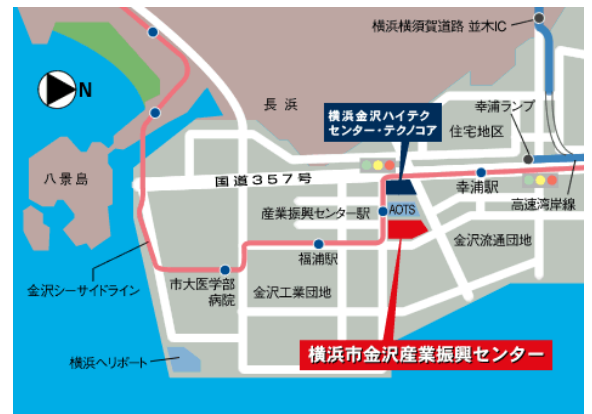 横浜横須賀道路 並木IC
N
長浜
横浜金沢ハイテク
センター・テクノコア
幸浦ランプ
住宅地区
八景島
国道357号
幸浦駅
産業振興センター駅
AOTS
高速湾岸線
金沢流通団地
福浦駅
金沢シーサイドライン
市大医学部
病院
金沢工業団地
横浜ヘリポート
横浜市金沢産業振興センター